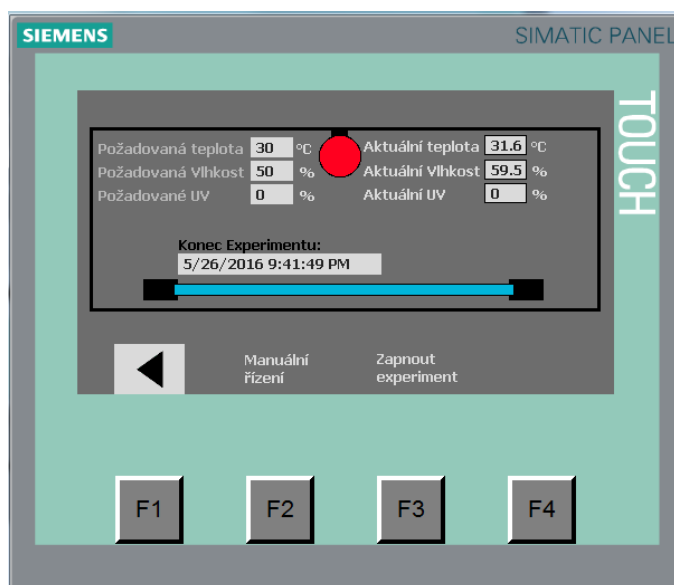 SIEMENS
SIMATIC PANEL
TOUCH
Požadovaná teplota 30 °C
Aktuální teplota 31.6 °C
Požadovaná Vlhkost 50 %
Aktuální Vlhkost 59.5 %
Požadované UV 0 %
Aktuální UV 0 %
Konec Experimentu:
5/26/2016 9:41:49 PM
Manuální
řízení
Zapnout
experiment
F1
F2
F3
F4